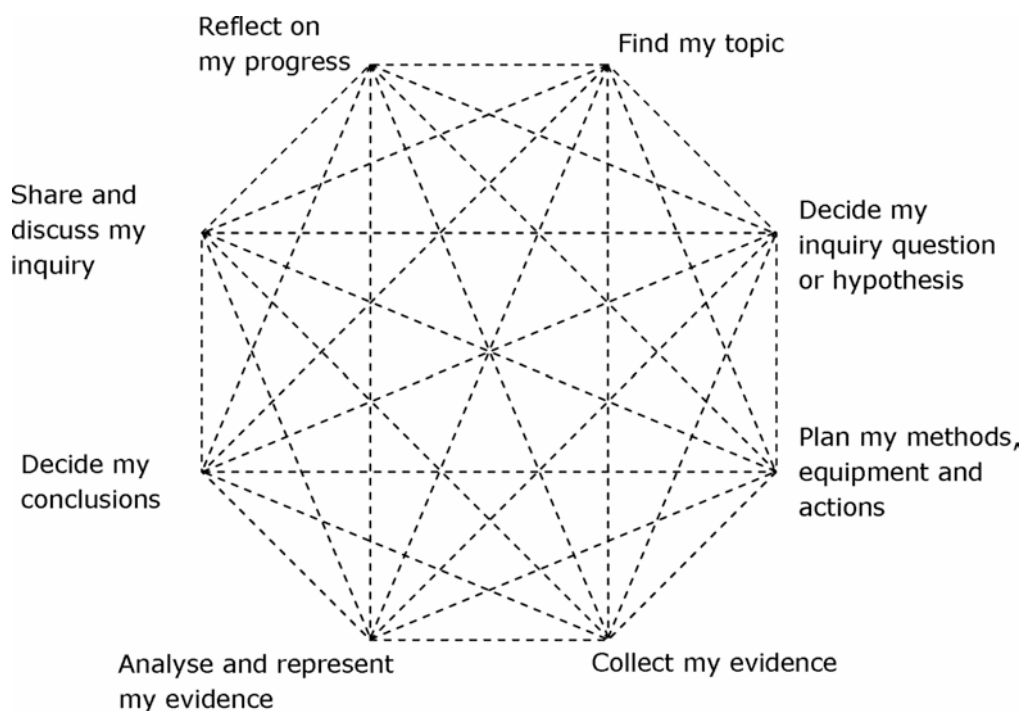 Reflect on
my progress
Find my topic
Share and
discuss my
inquiry
Decide my
inquiry question
or hypothesis
Decide my
conclusions
Plan my methods,
equipment and
actions
Analyse and represent
my evidence
Collect my evidence